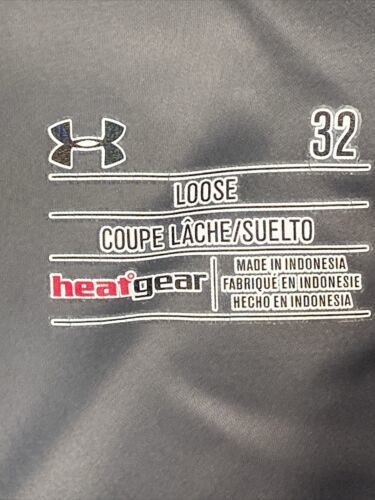 32
LOOSE
COUPE LÂCHE/SUELTO
heatgear
MADE IN INDONESIA
FABRIQUÉ EN INDONESIE
HECHO EN INDONESIA